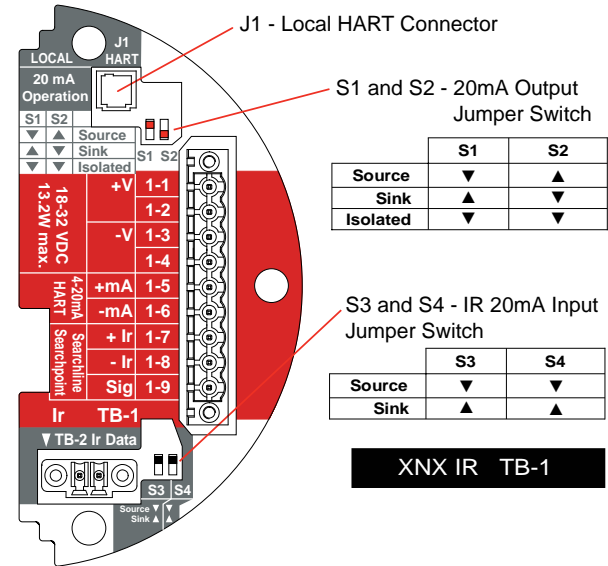 J1 - Local HART Connector
J1
LOCAL HART
20 mA
Operation
S1 S2
▼ ▲ Source
▲ ▼ Sink
▼ ▼ Isolated
S1 S2
S1 and S2 - 20mA Output
Jumper Switch
S1 S2
Source ▼ ▲
Sink ▲ ▼
Isolated ▼ ▼
18-32 VDC
13.2W max.
+V 1-1
1-2
-V 1-3
1-4
4-20mA
HART
+mA 1-5
-mA 1-6
Searchline
Searchpoint
+ Ir 1-7
- Ir 1-8
Sig 1-9
Ir TB-1
▼ TB-2 Ir Data
S3 S4
Source ▼ ▼
Sink ▲ ▲
S3 and S4 - IR 20mA Input
Jumper Switch
S3 S4
Source ▼ ▼
Sink ▲ ▲
XNX IR TB-1